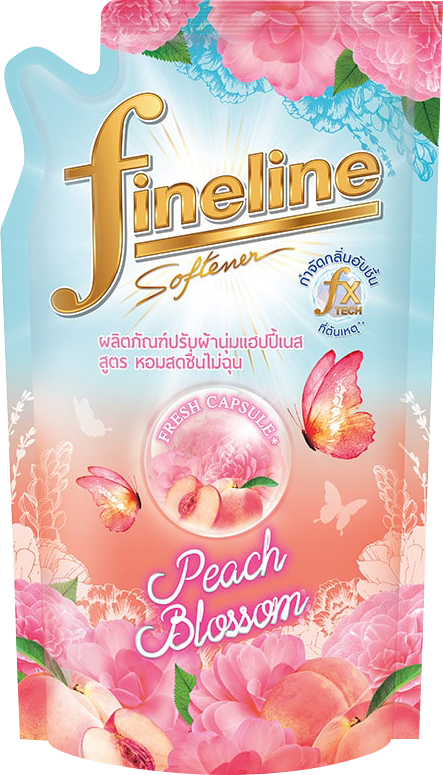 fineline
Softener
กำจัดกลิ่นอับชื้น
fx
TECH
ที่ต้นเหตุ**
ผลิตภัณฑ์ปรับผ้านุ่มแฮปปี้เนส
สูตร หอมสดชื่นไม่ฉุน
FRESH CAPSULE*
Peach
Blossom